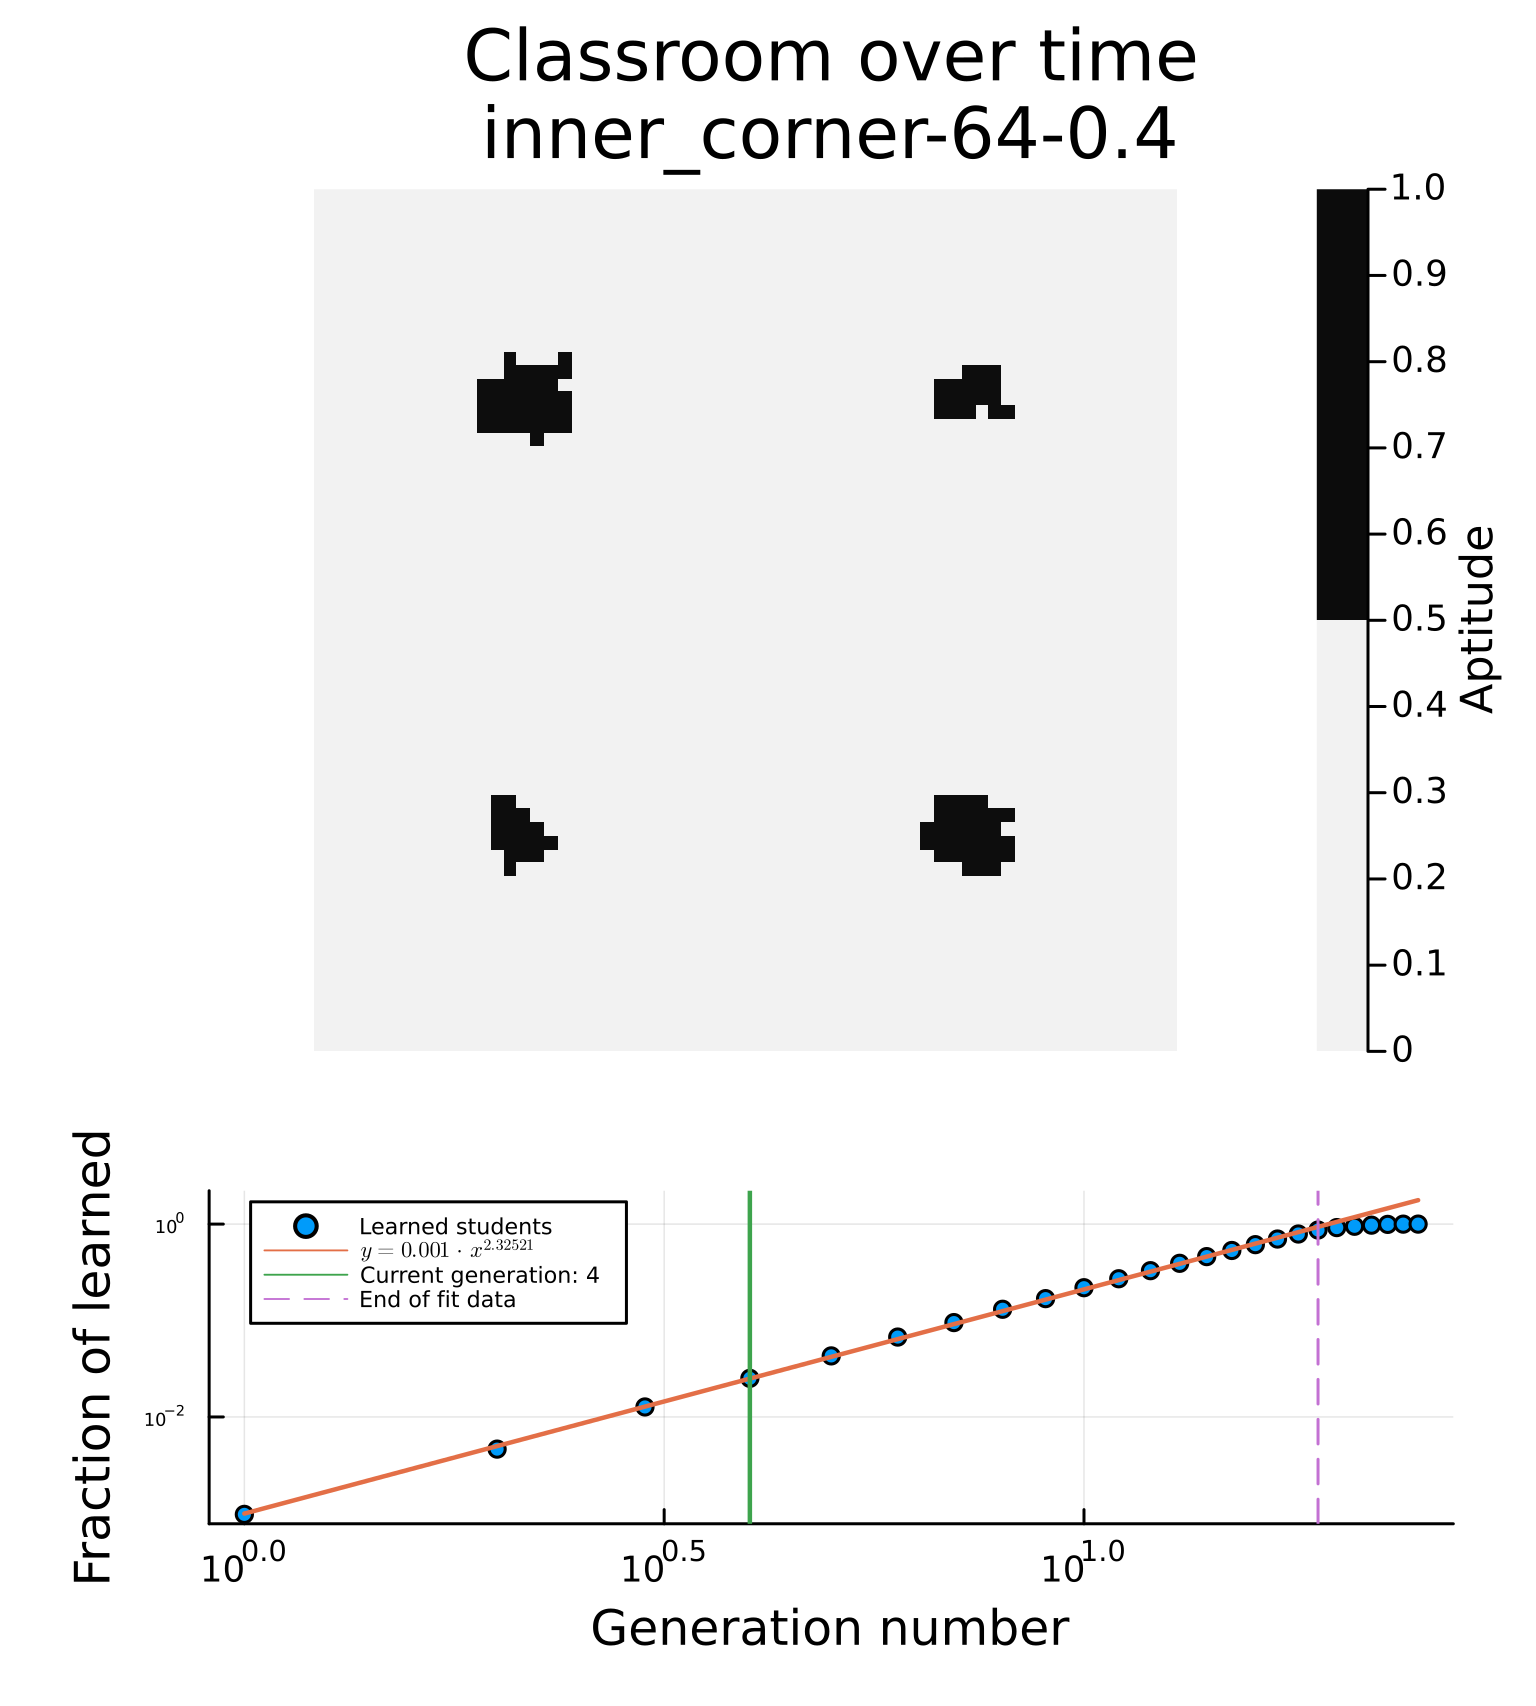 Classroom over time
inner_corner-64-0.4
1.0
0.9
0.8
0.7
0.6
0.5
0.4
0.3
0.2
0.1
0
Aptitude
Fraction of learned
10^0
10^−2
Learned students
y = 0.001 · x^2.32521
Current generation: 4
End of fit data
10^0.0
10^0.5
10^1.0
Generation number